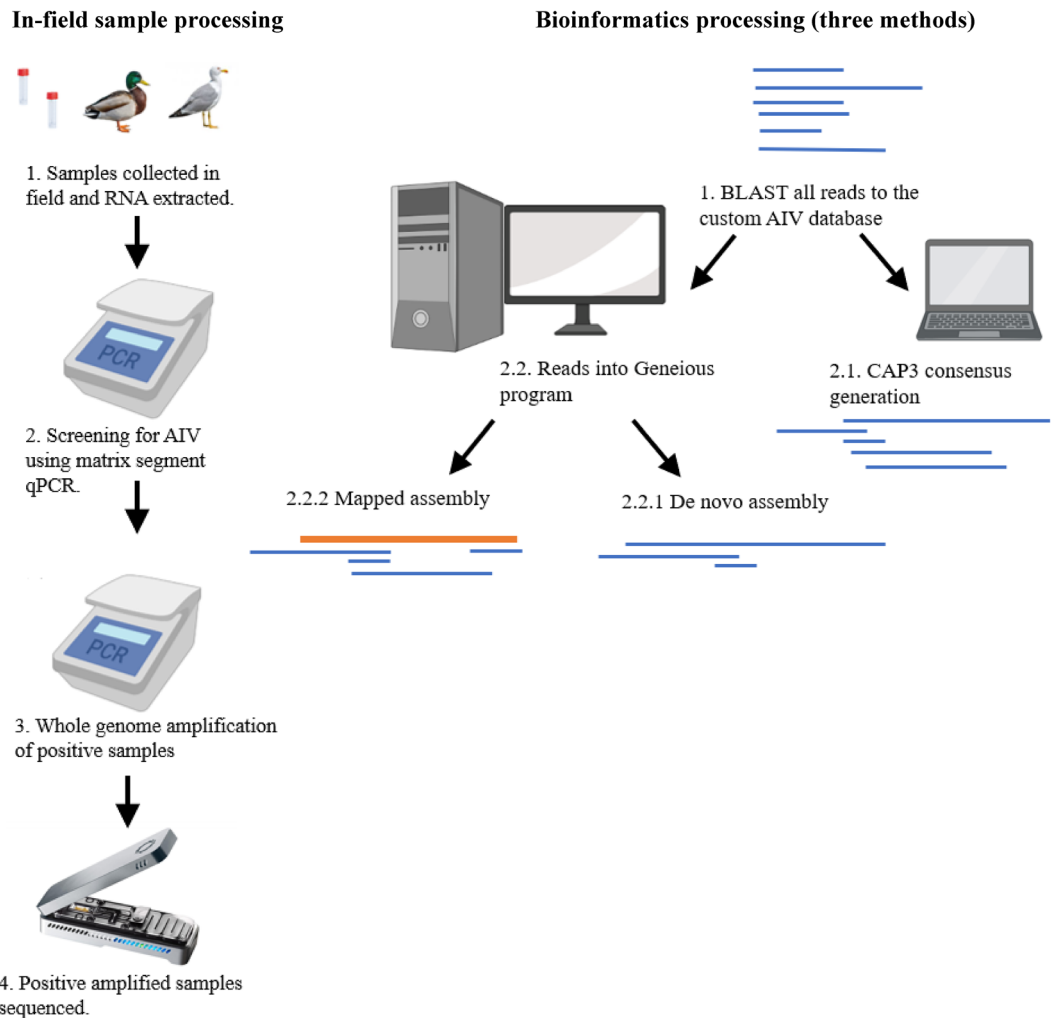 In-field sample processing
1. Samples collected in
field and RNA extracted.
PCR
2. Screening for AIV
using matrix segment
qPCR.
PCR
3. Whole genome amplification
of positive samples
4. Positive amplified samples
sequenced.
Bioinformatics processing (three methods)
1. BLAST all reads to the
custom AIV database
2.2. Reads into Geneious
program
2.1. CAP3 consensus
generation
2.2.2 Mapped assembly
2.2.1 De novo assembly